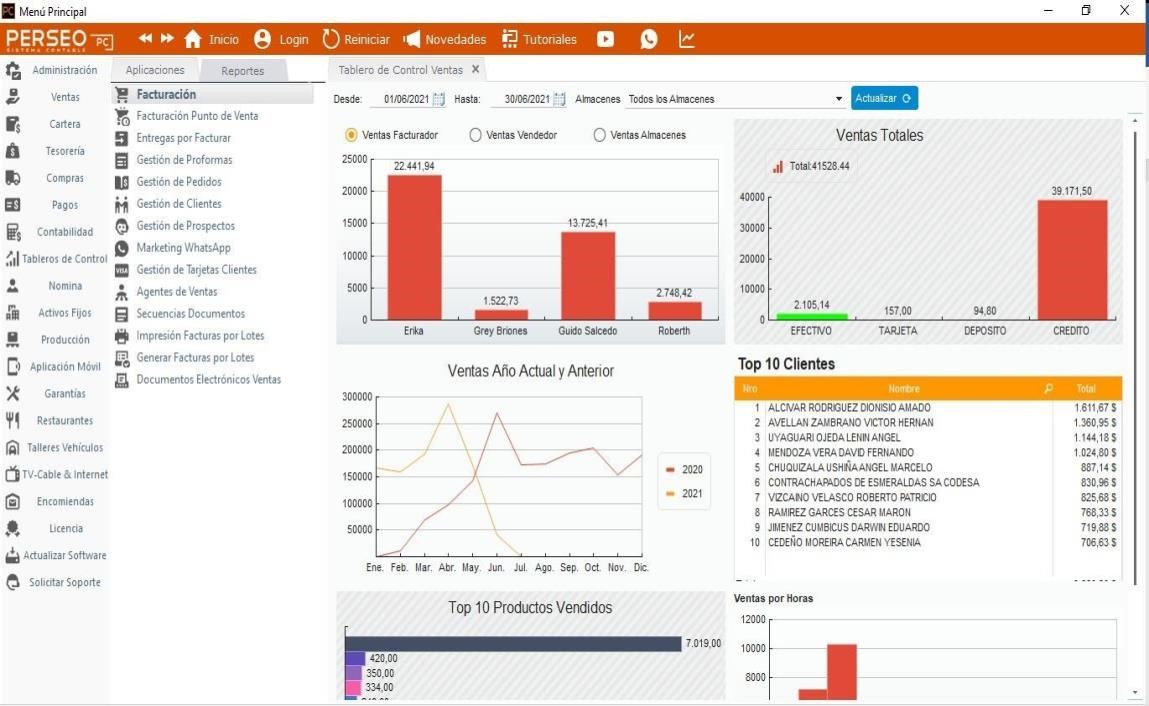 Menú Principal
PERSEO PC
SISTEMA CONTABLE
Inicio
Login
Reiniciar
Novedades
Tutoriales
Administración
Ventas
Cartera
Tesorería
Compras
Pagos
Contabilidad
Tableros de Control
Nomina
Activos Fijos
Producción
Aplicación Móvil
Garantías
Restaurantes
Talleres Vehículos
TV-Cable & Internet
Encomiendas
Licencia
Actualizar Software
Solicitar Soporte
Aplicaciones
Reportes
Facturación
Facturación Punto de Venta
Entregas por Facturar
Gestión de Proformas
Gestión de Pedidos
Gestión de Clientes
Gestión de Prospectos
Marketing WhatsApp
VISA
Gestión de Tarjetas Clientes
Agentes de Ventas
Secuencias Documentos
Impresión Facturas por Lotes
Generar Facturas por Lotes
Documentos Electrónicos Ventas
Tablero de Control Ventas
Desde: 01/06/2021 Hasta: 30/06/2021 Almacenes Todos los Almacenes Actualizar
Ventas Facturador Ventas Vendedor Ventas Almacenes
25000
20000
15000
10000
5000
0
22.441,94
1.522,73
13.725,41
2.748,42
Erika Grey Briones Guido Salcedo Roberth
Ventas Totales
Total:41528.44
40000
30000
20000
10000
0
2.105,14
157,00
94,80
39.171,50
EFECTIVO TARJETA DEPOSITO CREDITO
Ventas Año Actual y Anterior
300000
250000
200000
150000
100000
50000
Ene. Feb. Mar. Abr. May. Jun. Jul. Ago. Sep. Oct. Nov. Dic.
2020
2021
Top 10 Clientes
Nro Nombre Total
1 ALCIVAR RODRIGUEZ DIONISIO AMADO 1.611,67 $
2 AVELLAN ZAMBRANO VICTOR HERNAN 1.360,95 $
3 UYAGUARI OJEDA LENIN ANGEL 1.144,18 $
4 MENDOZA VERA DAVID FERNANDO 1.024,80 $
5 CHUQUIZALA USHIÑA ANGEL MARCELO 887,14 $
6 CONTRACHAPADOS DE ESMERALDAS SA CODESA 830,96 $
7 VIZCAINO VELASCO ROBERTO PATRICIO 825,68 $
8 RAMIREZ GARCES CESAR MARON 768,33 $
9 JIMENEZ CUMBICUS DARWIN EDUARDO 719,88 $
10 CEDEÑO MOREIRA CARMEN YESENIA 706,63 $
Top 10 Productos Vendidos
7.019,00
420,00
350,00
334,00
Ventas por Horas
12000
10000
8000